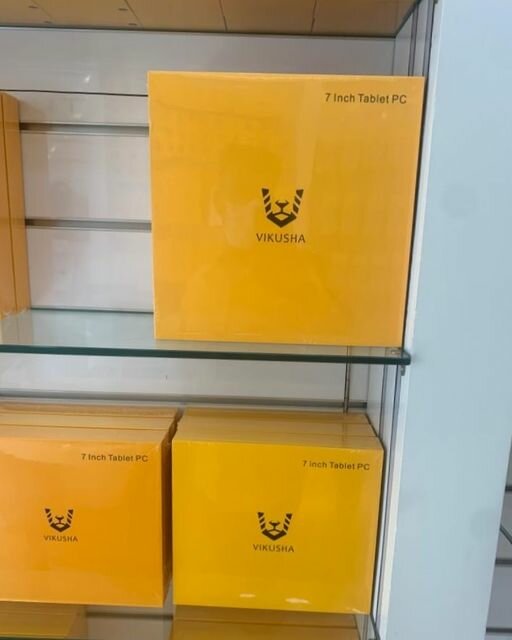 7 Inch Tablet PC
VIKUSHA
7 Inch Tablet PC
VIKUSHA
7 inch Tablet PC
VIKUSHA